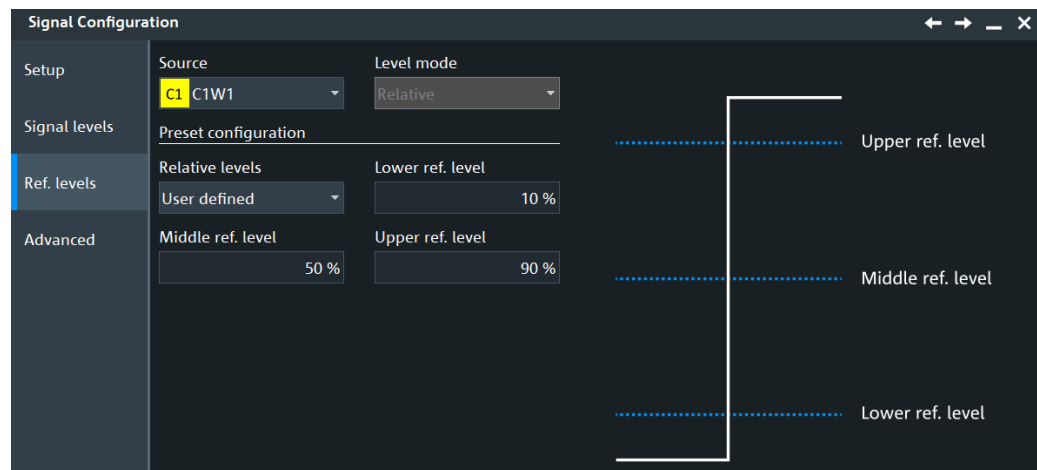 Signal Configuration
Setup
Signal levels
Ref. levels
Advanced
Source
Level mode
C1 C1W1
Relative
Preset configuration
Relative levels
Lower ref. level
User defined
10 %
Middle ref. level
Upper ref. level
50 %
90 %
Upper ref. level
Middle ref. level
Lower ref. level